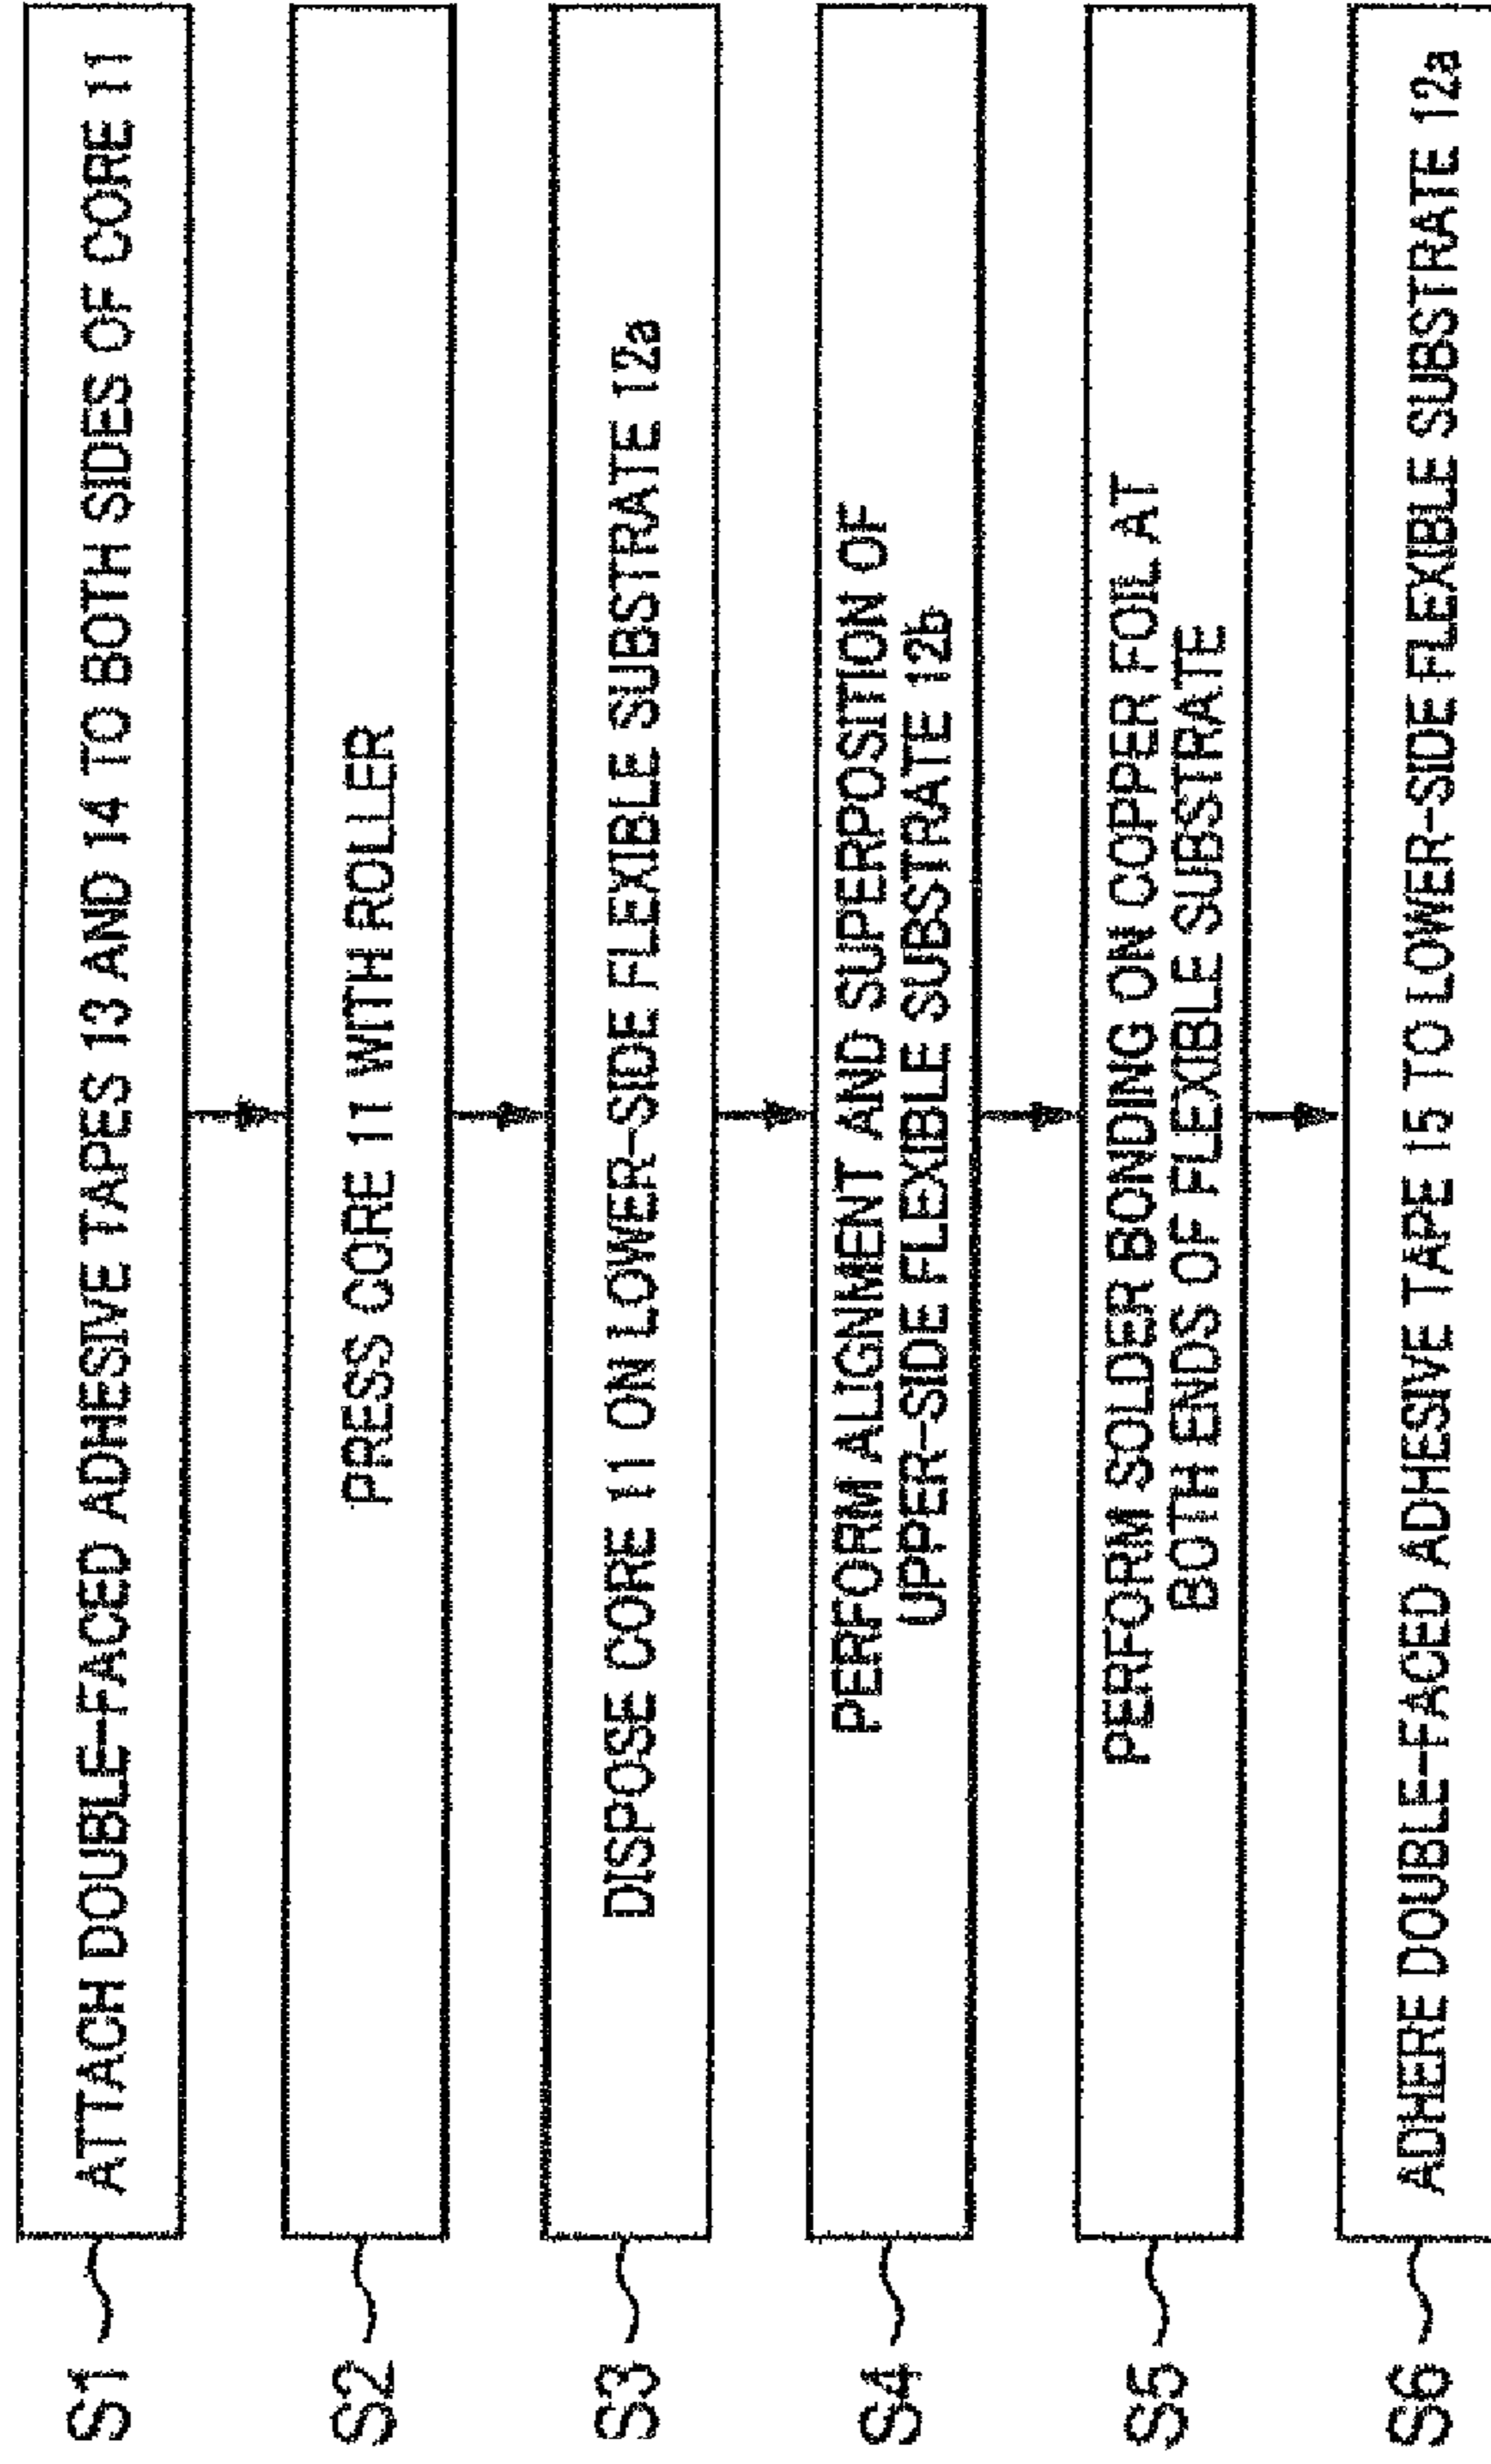 S1
ATTACH DOUBLE-FACED ADHESIVE TAPES 13 AND 14 TO BOTH SIDES OF CORE 11
S2
PRESS CORE 11 WITH ROLLER
S3
DISPOSE CORE 11 ON LOWER-SIDE FLEXIBLE SUBSTRATE 12a
S4
PERFORM ALIGNMENT AND SUPERPOSITION OF
UPPER-SIDE FLEXIBLE SUBSTRATE 12b
S5
PERFORM SOLDER BONDING ON COPPER FOIL AT
BOTH ENDS OF FLEXIBLE SUBSTRATE
S6
ADHERE DOUBLE-FACED ADHESIVE TAPE 15 TO LOWER-SIDE FLEXIBLE SUBSTRATE 12a